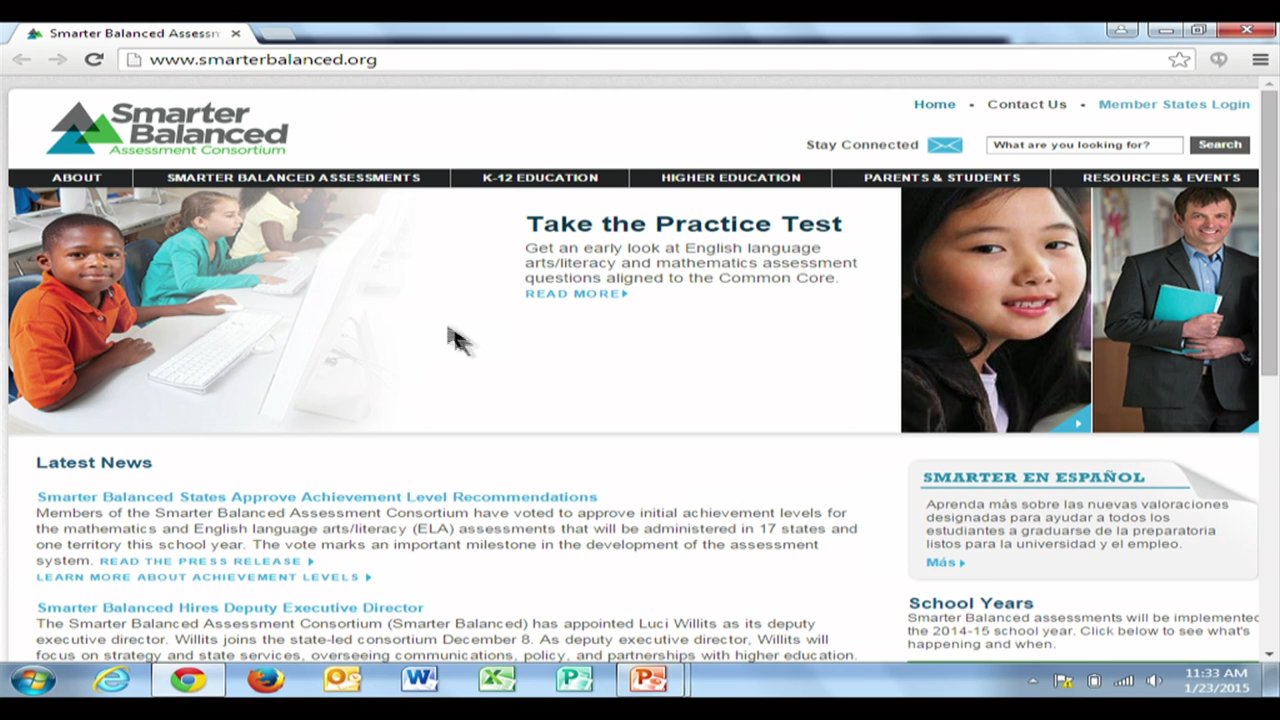 Smarter Balanced Assessm
www.smarterbalanced.org
Smarter
Balanced
Assessment Consortium
Home • Contact Us • Member States Login
Stay Connected
What are you looking for?
Search
ABOUT
SMARTER BALANCED ASSESSMENTS
K-12 EDUCATION
HIGHER EDUCATION
PARENTS & STUDENTS
RESOURCES & EVENTS
Take the Practice Test
Get an early look at English language
arts/literacy and mathematics assessment
questions aligned to the Common Core.
READ MORE
Latest News
Smarter Balanced States Approve Achievement Level Recommendations
Members of the Smarter Balanced Assessment Consortium have voted to approve initial achievement levels for
the mathematics and English language arts/literacy (ELA) assessments that will be administered in 17 states and
one territory this school year. The vote marks an important milestone in the development of the assessment
system. READ THE PRESS RELEASE
LEARN MORE ABOUT ACHIEVEMENT LEVELS
Smarter Balanced Hires Deputy Executive Director
The Smarter Balanced Assessment Consortium (Smarter Balanced) has appointed Luci Willits as its deputy
executive director. Willits joins the state-led consortium December 8. As deputy executive director, Willits will
focus on strategy and state services, overseeing communications, policy, and partnerships with higher education.
SMARTER EN ESPAÑOL
Aprenda más sobre las nuevas valoraciones
designadas para ayudar a todos los
estudiantes a graduarse de la preparatoria
listos para la universidad y el empleo.
Más
School Years
Smarter Balanced assessments will be implemented
the 2014-15 school year. Click below to see what's
happening and when.
11:33 AM
1/23/2015